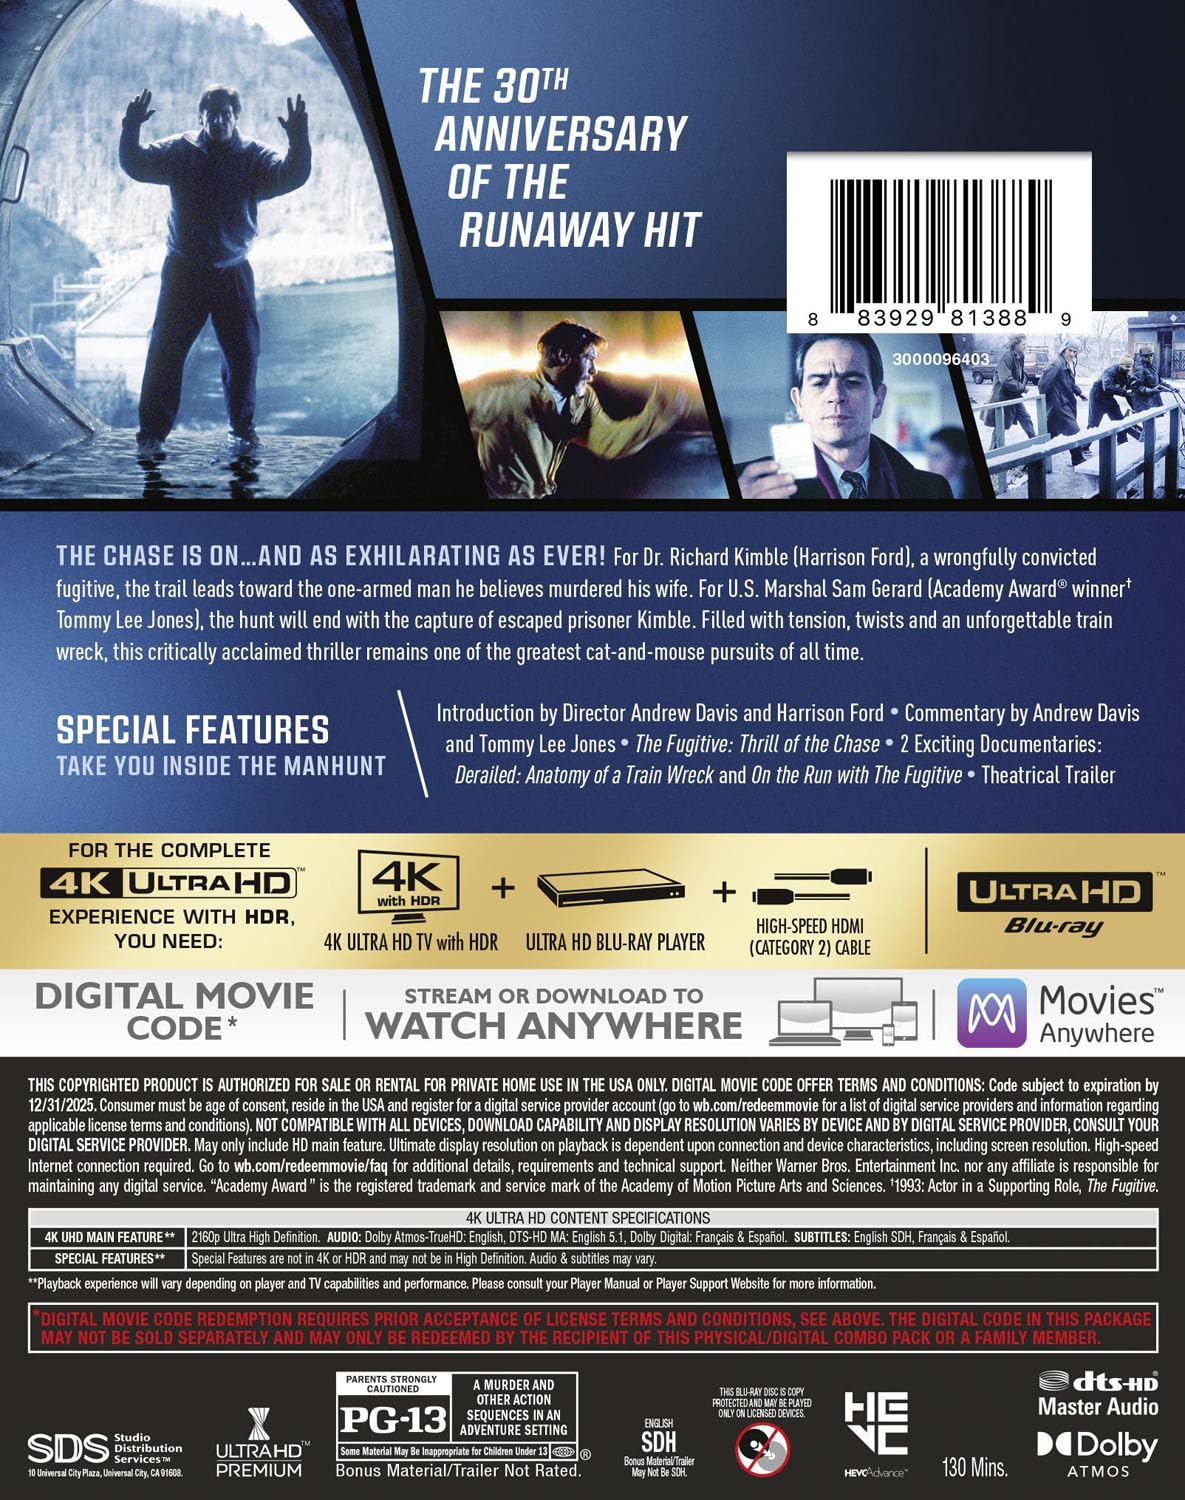 THE 30TH
ANNIVERSARY
OF THE
RUNAWAY HIT
8 83929 81388 9
3000096403
THE CHASE IS ON...AND AS EXHILARATING AS EVER! For Dr. Richard Kimble (Harrison Ford), a wrongfully convicted
fugitive, the trail leads toward the one-armed man he believes murdered his wife. For U.S. Marshal Sam Gerard (Academy Award® winner†
Tommy Lee Jones), the hunt will end with the capture of escaped prisoner Kimble. Filled with tension, twists and an unforgettable train
wreck, this critically acclaimed thriller remains one of the greatest cat-and-mouse pursuits of all time.
SPECIAL FEATURES
TAKE YOU INSIDE THE MANHUNT
Introduction by Director Andrew Davis and Harrison Ford • Commentary by Andrew Davis
and Tommy Lee Jones • The Fugitive: Thrill of the Chase • 2 Exciting Documentaries:
Derailed: Anatomy of a Train Wreck and On the Run with The Fugitive • Theatrical Trailer
FOR THE COMPLETE
4K ULTRA HD™
EXPERIENCE WITH HDR,
YOU NEED:
4K
with HDR
4K ULTRA HD TV with HDR
+
ULTRA HD BLU-RAY PLAYER
+
HIGH-SPEED HDMI
(CATEGORY 2) CABLE
ULTRA HD™
Blu-ray
DIGITAL MOVIE
CODE*
STREAM OR DOWNLOAD TO
WATCH ANYWHERE
Movies™
Anywhere
THIS COPYRIGHTED PRODUCT IS AUTHORIZED FOR SALE OR RENTAL FOR PRIVATE HOME USE IN THE USA ONLY. DIGITAL MOVIE CODE OFFER TERMS AND CONDITIONS: Code subject to expiration by
12/31/2025. Consumer must be age of consent, reside in the USA and register for a digital service provider account (go to wb.com/redeemmovie for a list of digital service providers and information regarding
applicable license terms and conditions). NOT COMPATIBLE WITH ALL DEVICES, DOWNLOAD CAPABILITY AND DISPLAY RESOLUTION VARIES BY DEVICE AND BY DIGITAL SERVICE PROVIDER, CONSULT YOUR
DIGITAL SERVICE PROVIDER. May only include HD main feature. Ultimate display resolution on playback is dependent upon connection and device characteristics, including screen resolution. High-speed
Internet connection required. Go to wb.com/redeemmovie/faq for additional details, requirements and technical support. Neither Warner Bros. Entertainment Inc. nor any affiliate is responsible for
maintaining any digital service. “Academy Award” is the registered trademark and service mark of the Academy of Motion Picture Arts and Sciences. †1993: Actor in a Supporting Role, The Fugitive.
4K ULTRA HD CONTENT SPECIFICATIONS
4K UHD MAIN FEATURE** 2160p Ultra High Definition. AUDIO: Dolby Atmos-TrueHD: English, DTS-HD MA: English 5.1, Dolby Digital: Français & Español. SUBTITLES: English SDH, Français & Español.
SPECIAL FEATURES** Special Features are not in 4K or HDR and may not be in High Definition. Audio & subtitles may vary.
**Playback experience will vary depending on player and TV capabilities and performance. Please consult your Player Manual or Player Support Website for more information.
*DIGITAL MOVIE CODE REDEMPTION REQUIRES PRIOR ACCEPTANCE OF LICENSE TERMS AND CONDITIONS, SEE ABOVE. THE DIGITAL CODE IN THIS PACKAGE
MAY NOT BE SOLD SEPARATELY AND MAY ONLY BE REDEEMED BY THE RECIPIENT OF THIS PHYSICAL/DIGITAL COMBO PACK OR A FAMILY MEMBER.
SDS Studio
Distribution
Services™
10 Universal City Plaza, Universal City, CA 91608.
ULTRA HD™
PREMIUM
PARENTS STRONGLY
CAUTIONED
PG-13
A MURDER AND
OTHER ACTION
SEQUENCES IN AN
ADVENTURE SETTING
Some Material May Be Inappropriate for Children Under 13 ®
Bonus Material/Trailer Not Rated.
ENGLISH
SDH
Bonus Material/Trailer
May Not Be SDH.
THIS BLU-RAY DISC IS COPY
PROTECTED AND MAY BE PLAYED
ONLY ON LICENSED DEVICES.
HEVC
HEVCAdvance™
130 Mins.
dts-HD®
Master Audio
Dolby
ATMOS